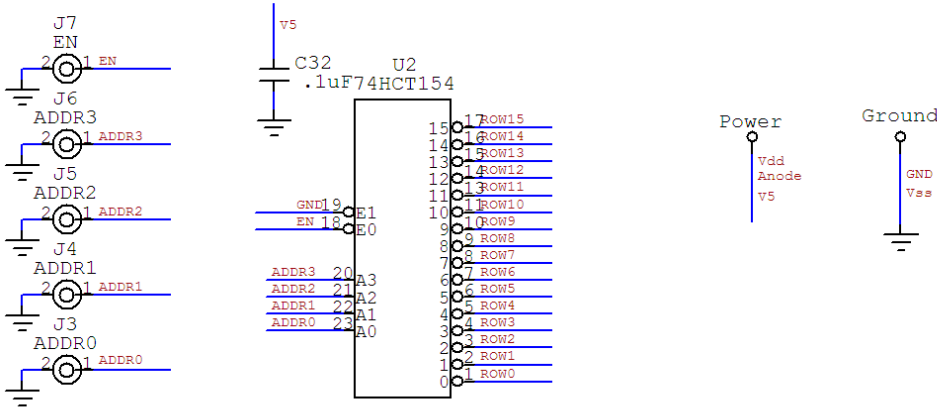 J7
EN
2 1 EN
J6
ADDR3
2 1 ADDR3
J5
ADDR2
2 1 ADDR2
J4
ADDR1
2 1 ADDR1
J3
ADDR0
2 1 ADDR0
V5
C32
.1uF
U2
74HCT154
GND 19 E1
EN 18 E0
ADDR3 20 A3
ADDR2 21 A2
ADDR1 22 A1
ADDR0 23 A0
15 17 ROW15
14 16 ROW14
13 15 ROW13
12 14 ROW12
11 13 ROW11
10 11 ROW10
9 10 ROW9
8 9 ROW8
7 8 ROW7
6 7 ROW6
5 6 ROW5
4 5 ROW4
3 4 ROW3
2 3 ROW2
1 2 ROW1
0 1 ROW0
Power
Vdd
Anode
V5
Ground
GND
Vss